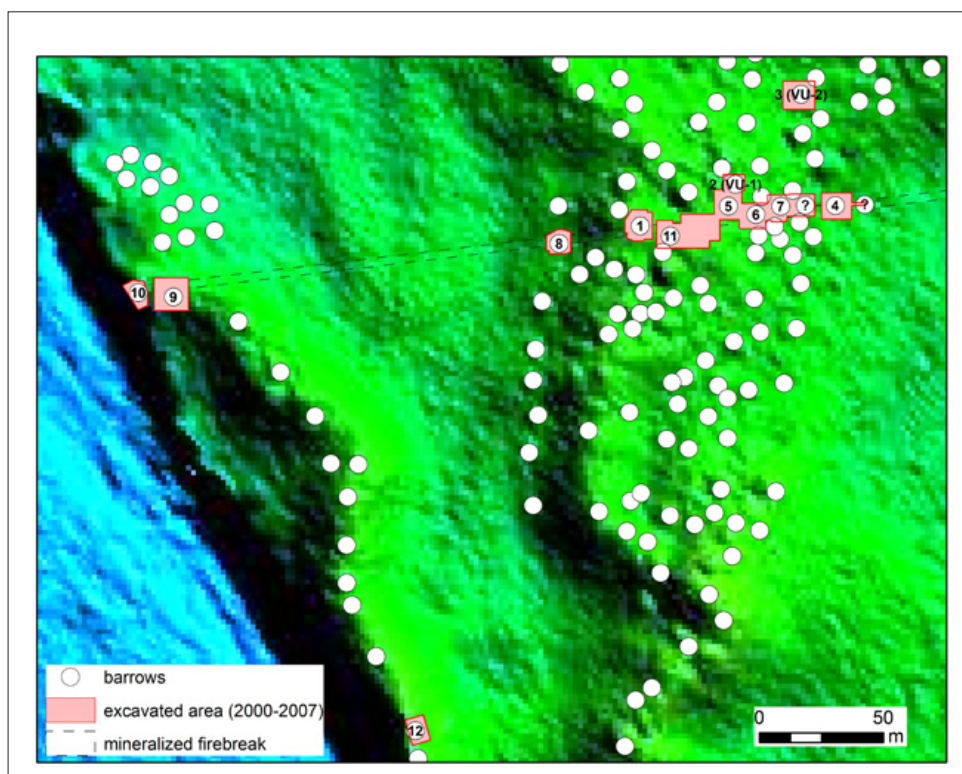 3 (VU-2)
2 (VU-1)
5
7
?
4
?
6
1
11
8
10
9
12
barrows
excavated area (2000-2007)
mineralized firebreak
0 50
m